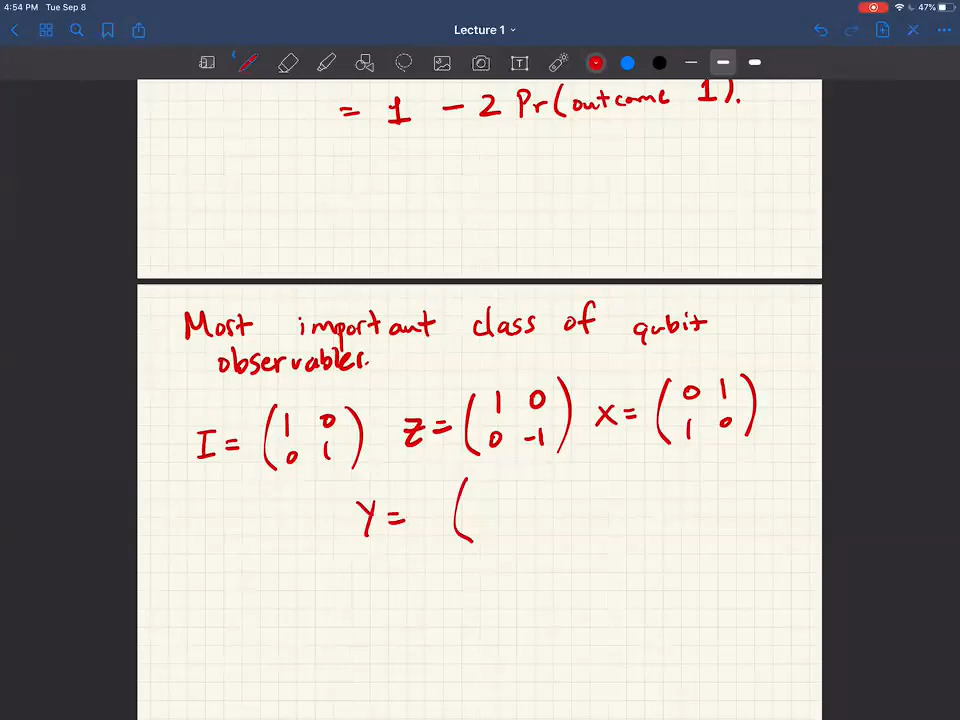 4:54 PM Tue Sep 8
47%
Lecture 1
= 1 - 2 Pr(outcome 1).
Most important class of qubit
observables.
I = (1 0
0 1) Z = (1 0
0 -1) X = (0 1
1 0)
Y = (